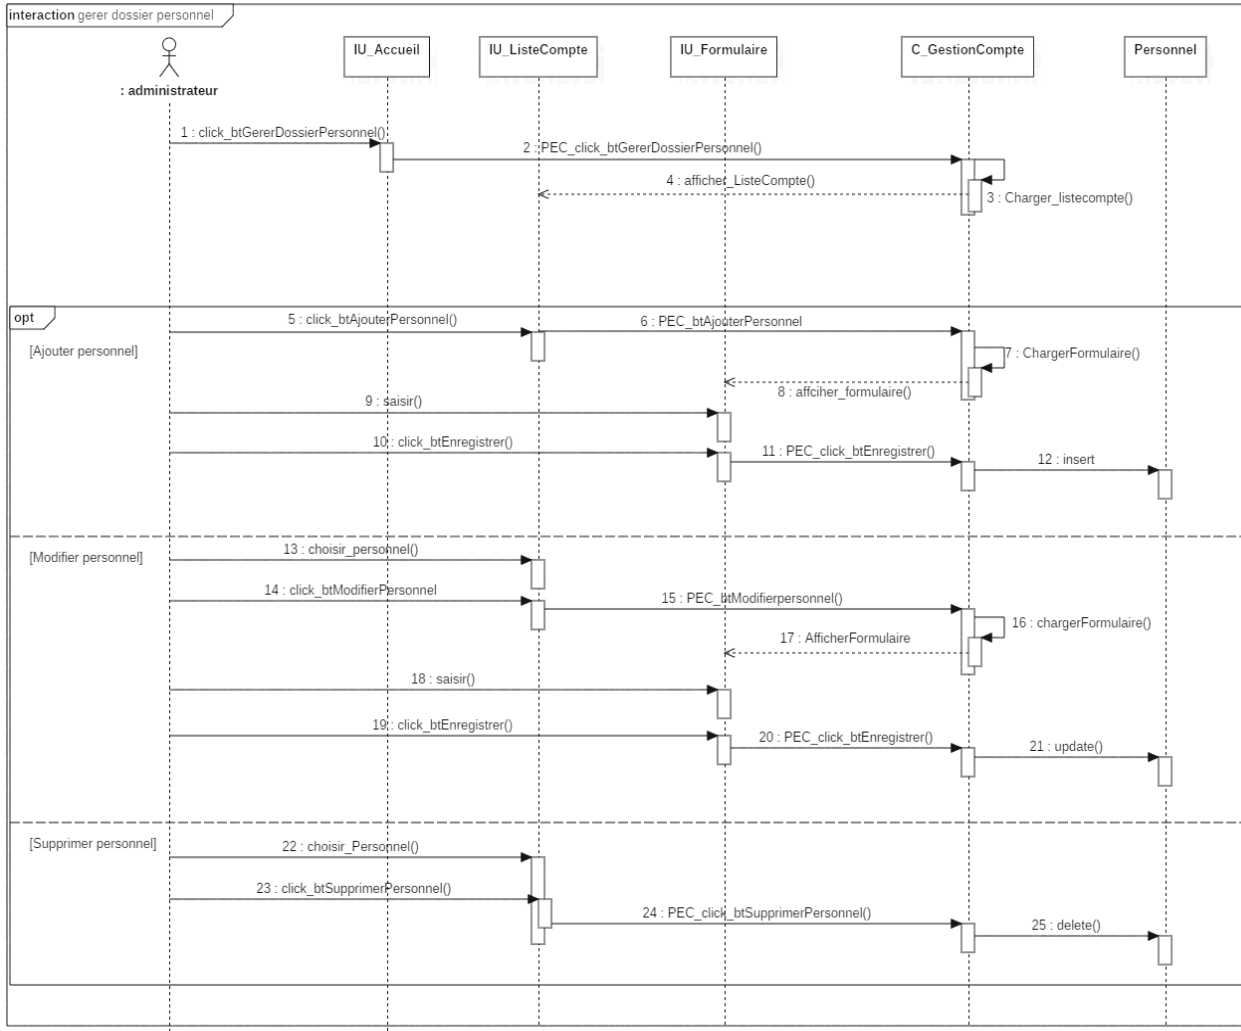 interaction gerer dossier personnel
: administrateur
IU_Accueil
IU_ListeCompte
IU_Formulaire
C_GestionCompte
Personnel
1 : click_btGererDossierPersonnel()
2 : PEC_click_btGererDossierPersonnel()
4 : afficher_ListeCompte()
3 : Charger_listecompte()
opt
[Ajouter personnel]
5 : click_btAjouterPersonnel()
6 : PEC_btAjouterPersonnel
7 : ChargerFormulaire()
8 : affciher_formulaire()
9 : saisir()
10 : click_btEnregistrer()
11 : PEC_click_btEnregistrer()
12 : insert
[Modifier personnel]
13 : choisir_personnel()
14 : click_btModifierPersonnel
15 : PEC_btModifierpersonnel()
16 : chargerFormulaire()
17 : AfficherFormulaire
18 : saisir()
19 : click_btEnregistrer()
20 : PEC_click_btEnregistrer()
21 : update()
[Supprimer personnel]
22 : choisir_Personnel()
23 : click_btSupprimerPersonnel()
24 : PEC_click_btSupprimerPersonnel()
25 : delete()